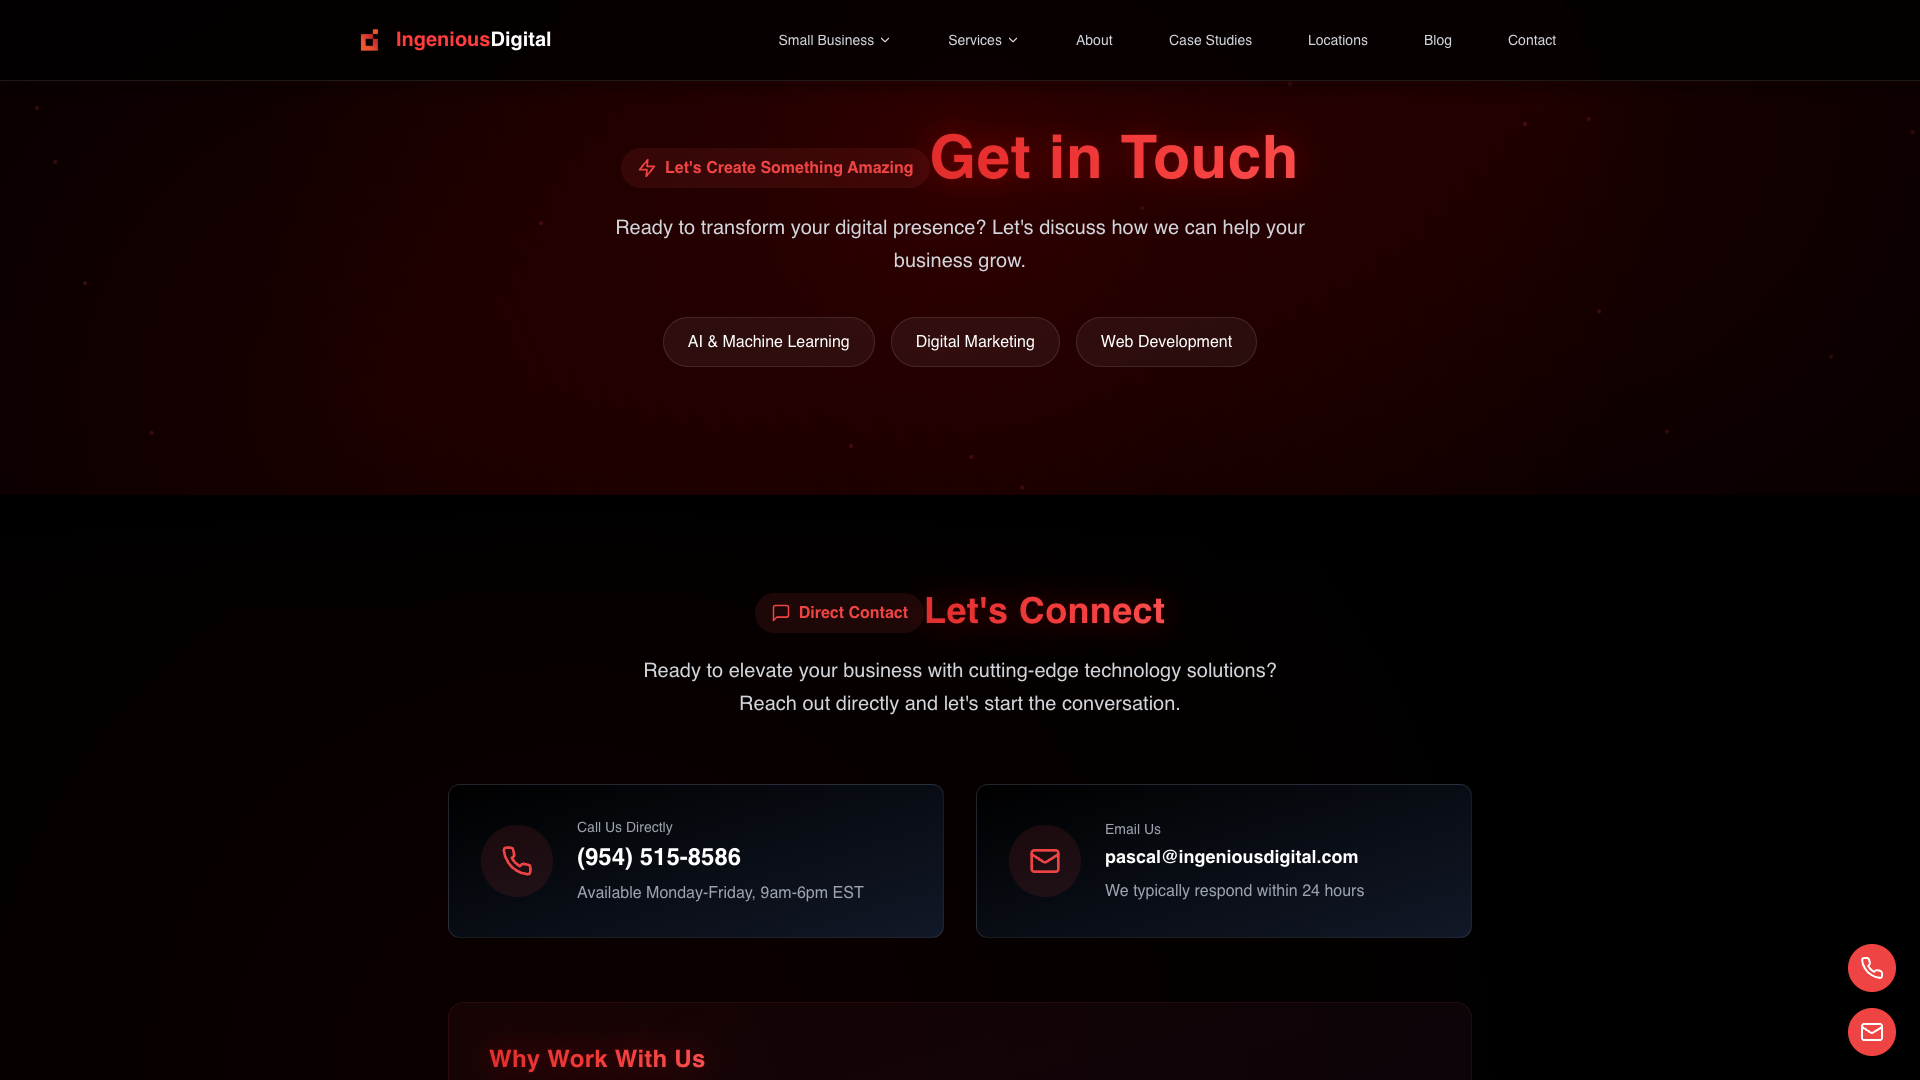 IngeniousDigital
Small Business
Services
About
Case Studies
Locations
Blog
Contact
Let's Create Something Amazing
Get in Touch
Ready to transform your digital presence? Let's discuss how we can help your
business grow.
AI & Machine Learning
Digital Marketing
Web Development
Direct Contact
Let's Connect
Ready to elevate your business with cutting-edge technology solutions?
Reach out directly and let's start the conversation.
Call Us Directly
(954) 515-8586
Available Monday-Friday, 9am-6pm EST
Email Us
pascal@ingeniousdigital.com
We typically respond within 24 hours
Why Work With Us